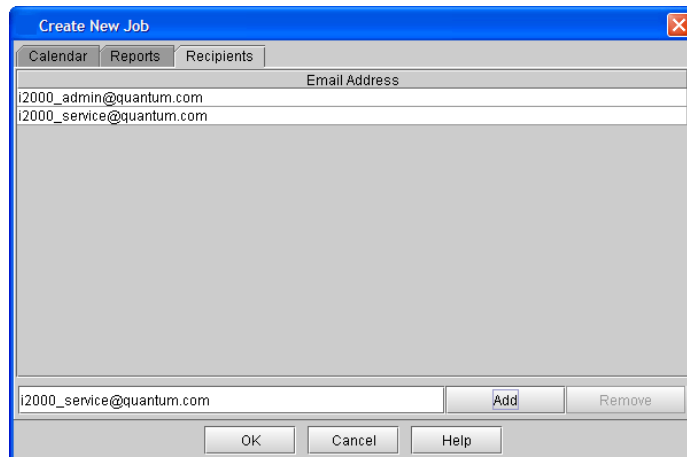 Create New Job
Calendar Reports Recipients
Email Address
i2000_admin@quantum.com
i2000_service@quantum.com
i2000_service@quantum.com Add Remove
OK Cancel Help